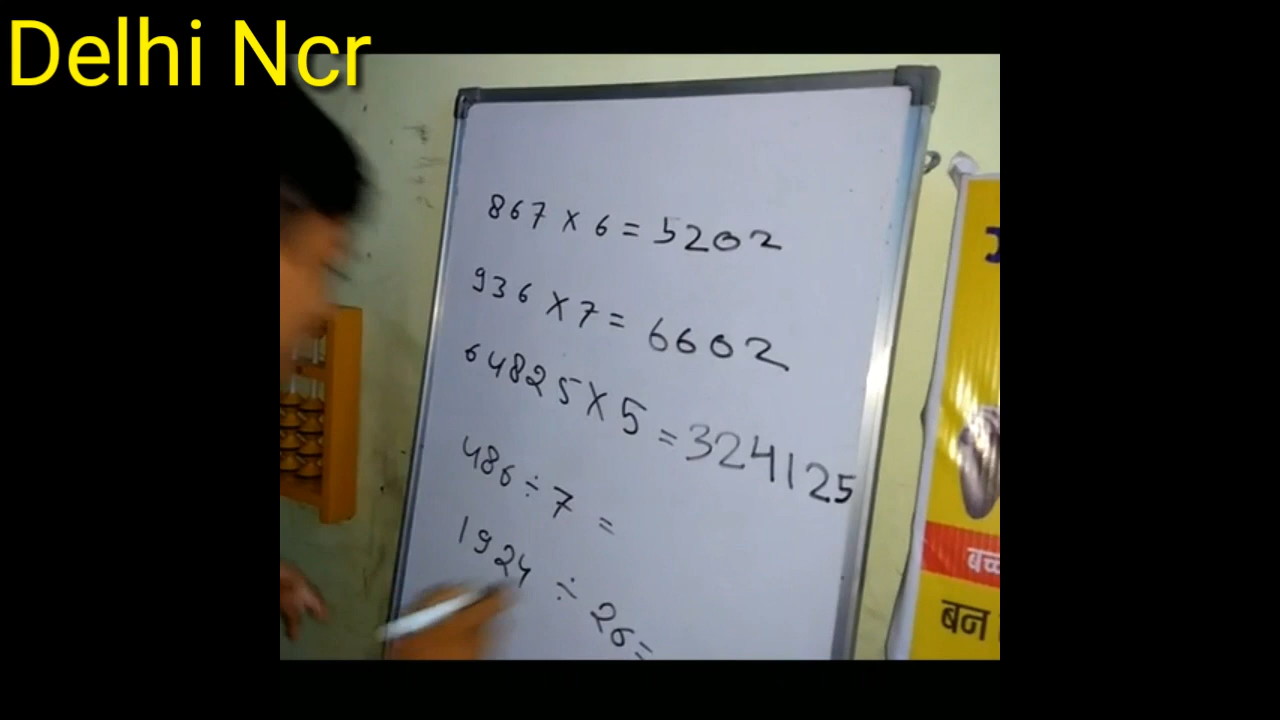 Delhi Ncr
867 × 6 = 5202
936 × 7 = 6602
64825 × 5 = 324125
486 ÷ 7 =
1924 ÷ 26 =
बन